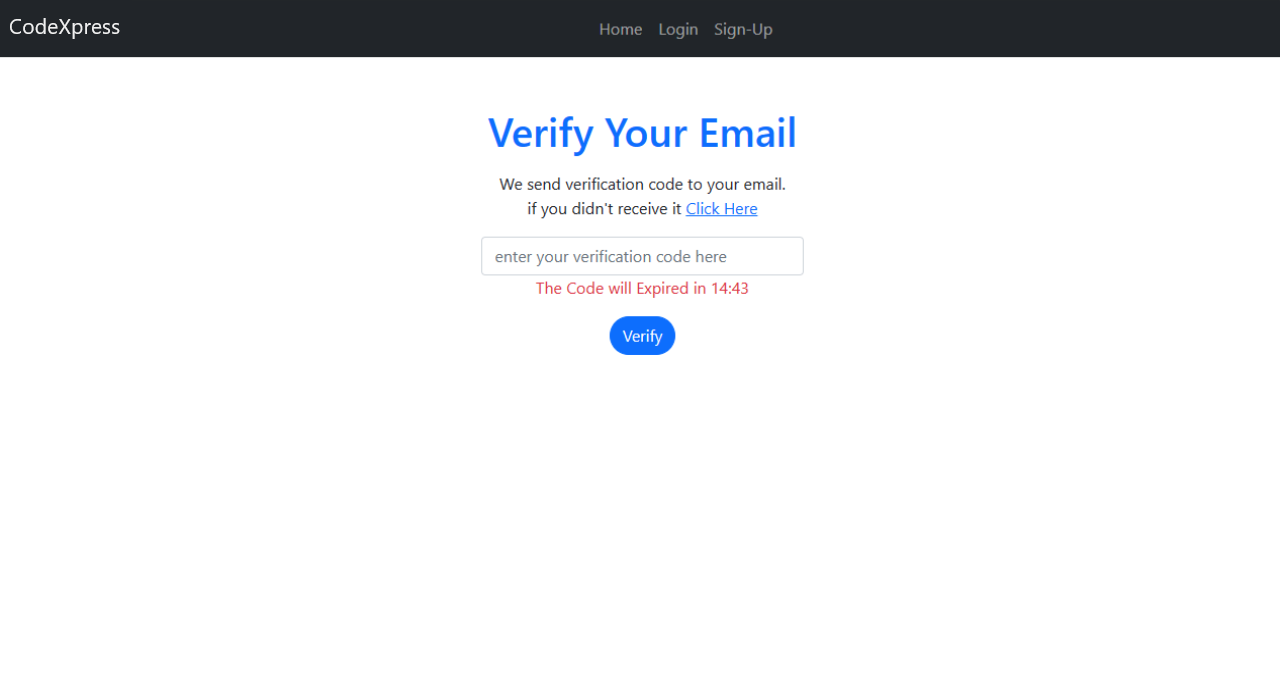 CodeXpress
Home Login Sign-Up
Verify Your Email
We send verification code to your email.
if you didn't receive it Click Here
enter your verification code here
The Code will Expired in 14:43
Verify